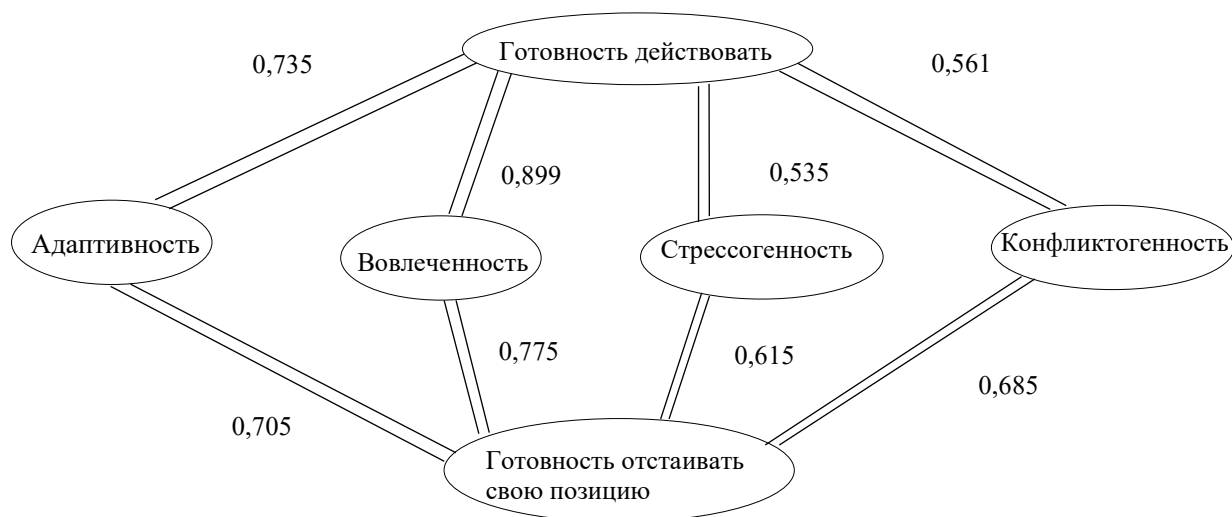 Готовность действовать
0,735
0,561
0,899
0,535
Адаптивность
Вовлеченность
Стрессогенность
Конфликтогенность
0,775
0,615
0,685
0,705
Готовность отстаивать
свою позицию